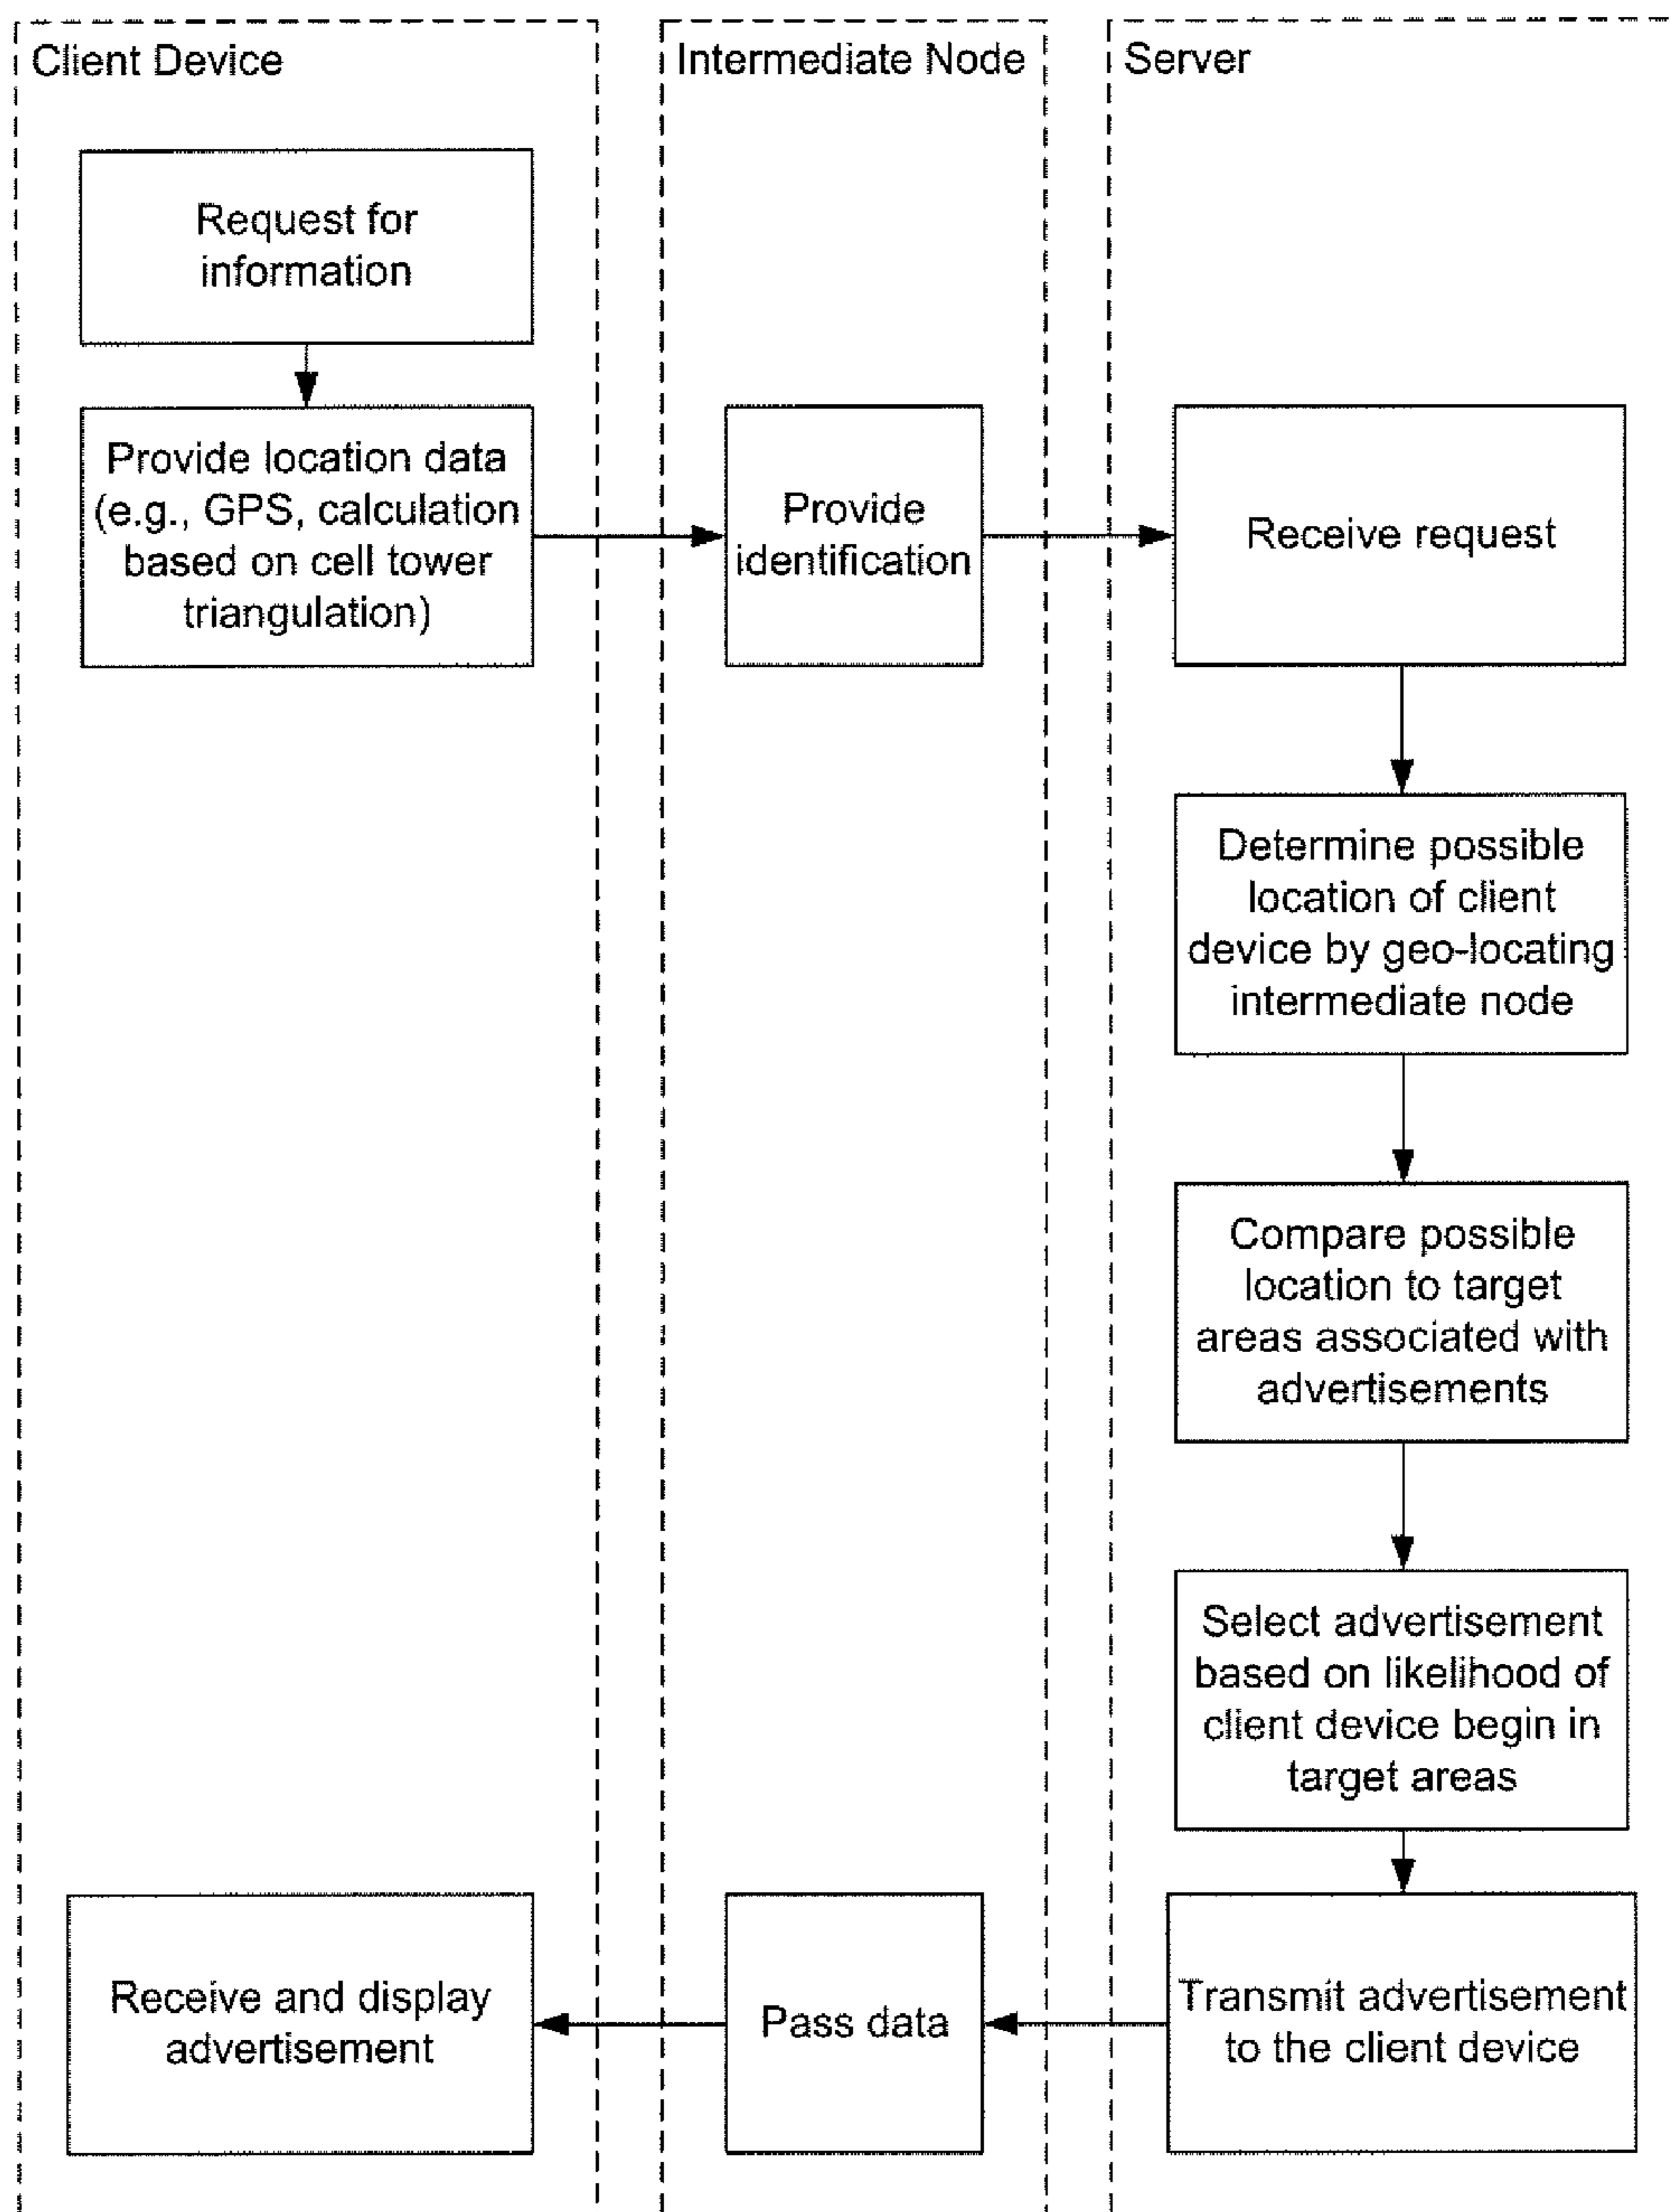 Client Device
Intermediate Node
Server
Request for
information
Provide location data
(e.g., GPS, calculation
based on cell tower
triangulation)
Provide
identification
Receive request
Determine possible
location of client
device by geo-locating
intermediate node
Compare possible
location to target
areas associated with
advertisements
Select advertisement
based on likelihood of
client device begin in
target areas
Transmit advertisement
to the client device
Pass data
Receive and display
advertisement